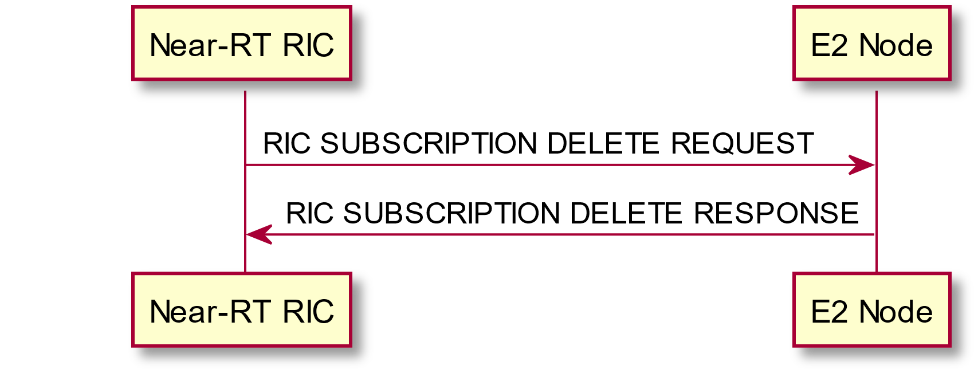 Near-RT RIC
E2 Node
RIC SUBSCRIPTION DELETE REQUEST
RIC SUBSCRIPTION DELETE RESPONSE
Near-RT RIC
E2 Node